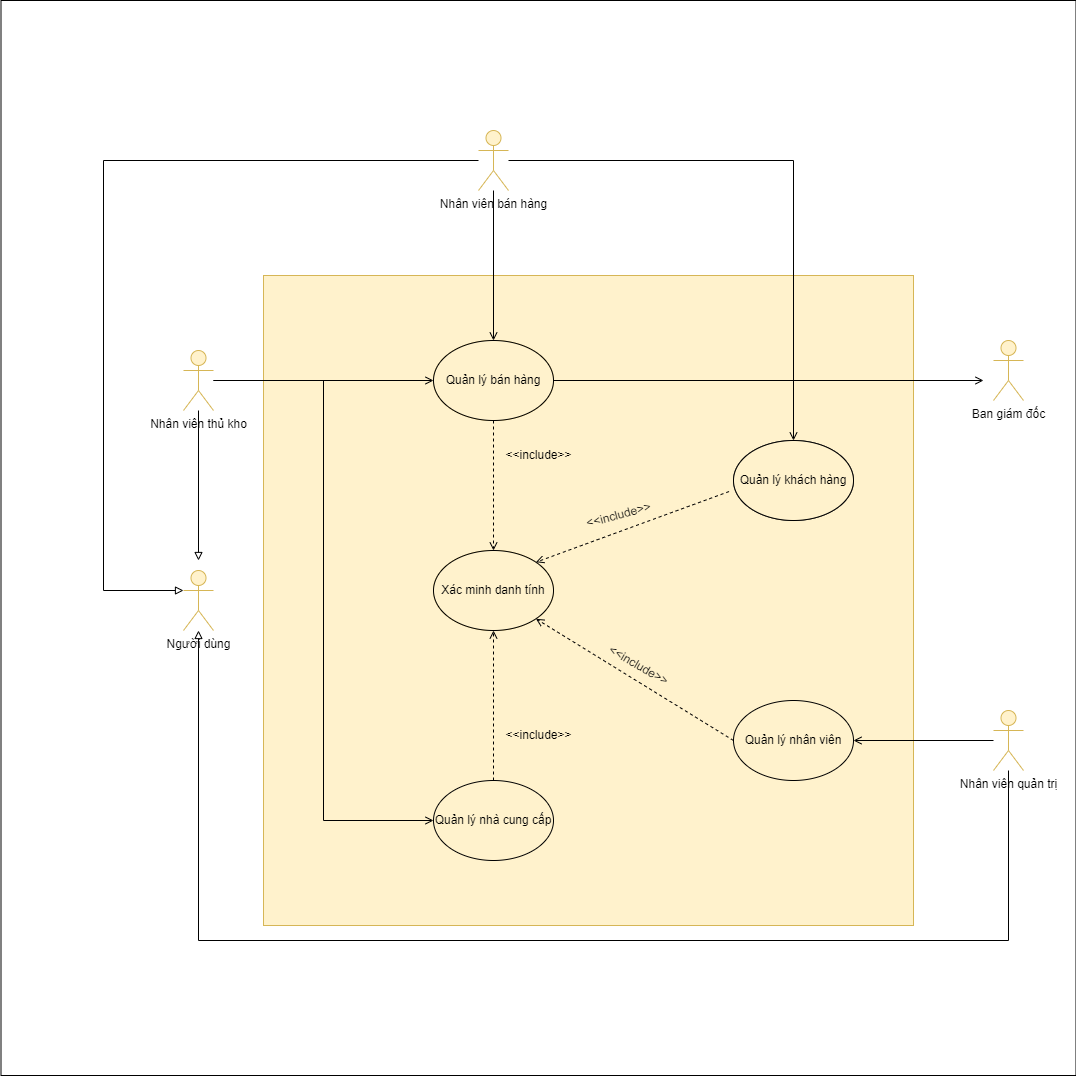 Nhân viên bán hàng
Nhân viên thủ kho
Quản lý bán hàng
Ban giám đốc
<<include>>
Quản lý khách hàng
<<include>>
Xác minh danh tính
Người dùng
<<include>>
<<include>>
Quản lý nhân viên
Nhân viên quản trị
Quản lý nhà cung cấp